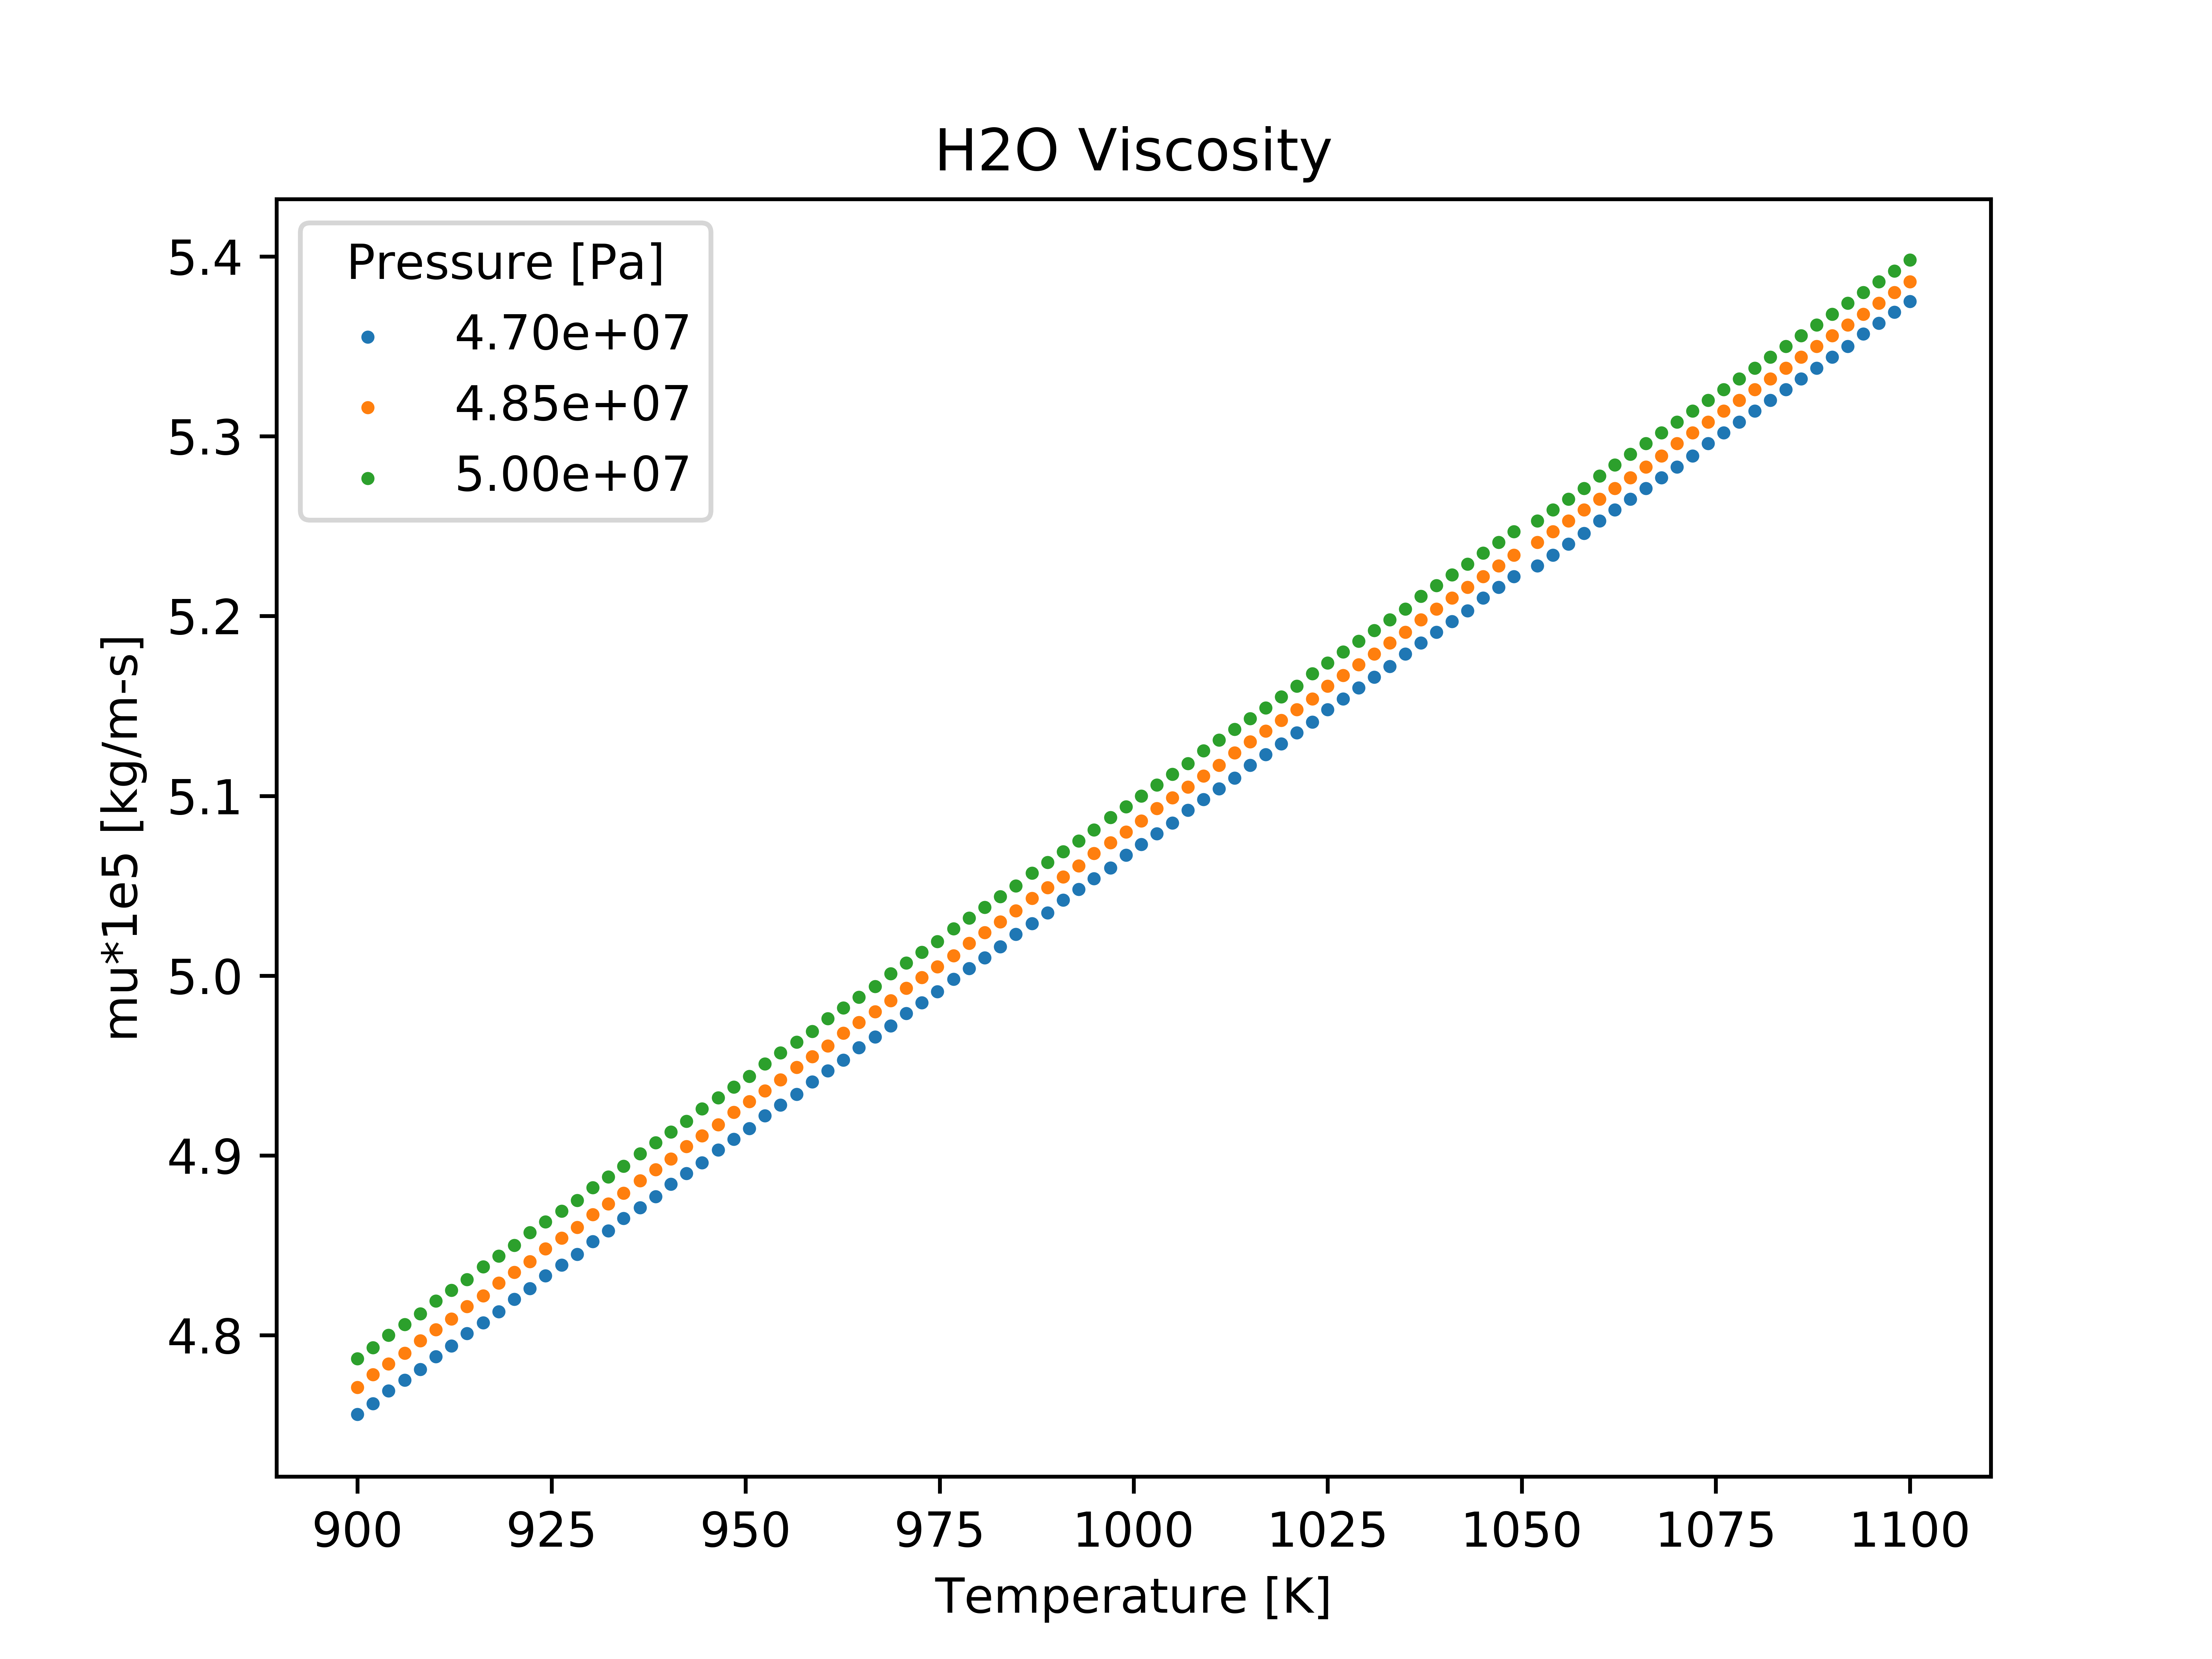 H2O Viscosity
Pressure [Pa]
4.70e+07
4.85e+07
5.00e+07
mu*1e5 [kg/m-s]
5.4
5.3
5.2
5.1
5.0
4.9
4.8
900 925 950 975 1000 1025 1050 1075 1100
Temperature [K]